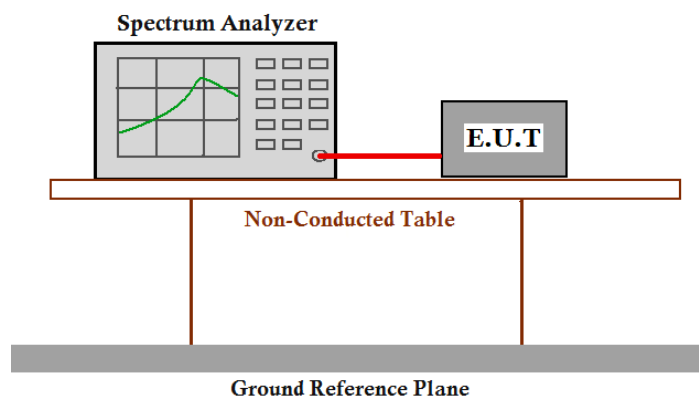 Spectrum Analyzer
E.U.T
Non-Conducted Table
Ground Reference Plane